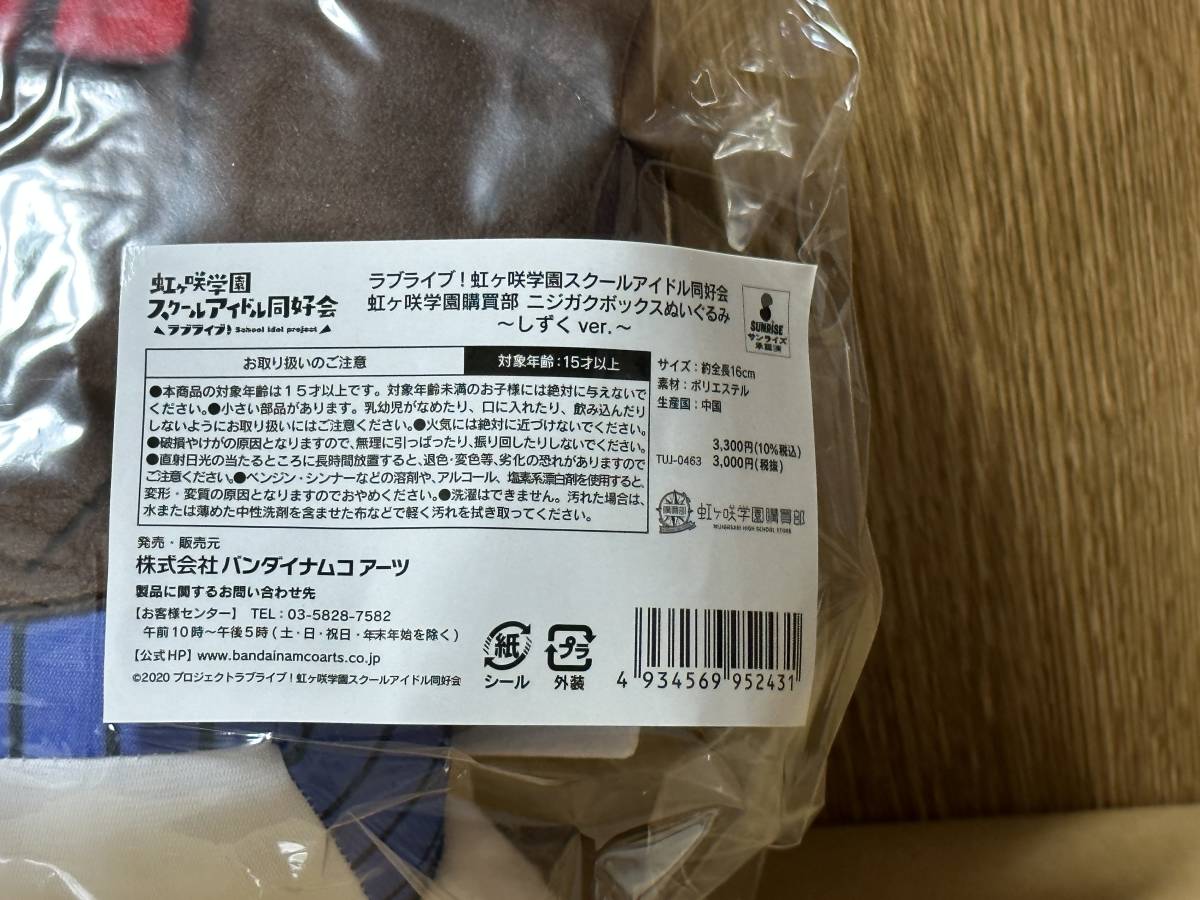 虹ヶ咲学園
スクールアイドル同好会
ラブライブ! School idol project
ラブライブ！虹ヶ咲学園スクールアイドル同好会
虹ヶ咲学園購買部 ニジガクボックスぬいぐるみ
～しずく ver.～
SUNRISE
サンライズ
承認済
お取り扱いのご注意
対象年齢：15才以上
●本商品の対象年齢は１５才以上です。対象年齢未満のお子様には絶対に与えないで
ください。●小さい部品があります。乳幼児がなめたり、口に入れたり、飲み込んだり
しないようにお取り扱いにはご注意ください。●火気には絶対に近づけないでください。
●破損やけがの原因となりますので、無理に引っぱったり、振り回したりしないでください。
●直射日光の当たるところに長時間放置すると、退色・変色等、劣化の恐れがありますので
ご注意ください。●ベンジン・シンナーなどの溶剤や、アルコール、塩素系漂白剤を使用すると、
変形・変質の原因となりますのでおやめください。●洗濯はできません。汚れた場合は、
水または薄めた中性洗剤を含ませた布などで軽く汚れを拭き取ってください。
サイズ：約全長16cm
素材：ポリエステル
生産国：中国
3,300円(10%税込)
TUJ-0463 3,000円(税抜)
購買部
虹ヶ咲学園購買部
NIJIGASAKI HIGH SCHOOL STORE
発売・販売元
株式会社 バンダイナムコ アーツ
製品に関するお問い合わせ先
【お客様センター】 TEL：03-5828-7582
午前10時～午後5時（土・日・祝日・年末年始を除く）
【公式HP】www.bandainamcoarts.co.jp
©2020 プロジェクトラブライブ！虹ヶ咲学園スクールアイドル同好会
紙
シール
プラ
外装
4 934569 952431